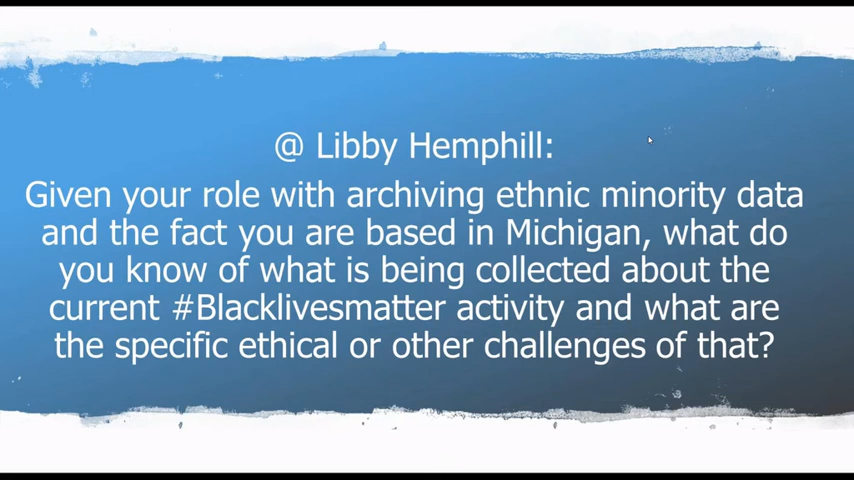 @ Libby Hemphill:
Given your role with archiving ethnic minority data
and the fact you are based in Michigan, what do
you know of what is being collected about the
current #Blacklivesmatter activity and what are
the specific ethical or other challenges of that?